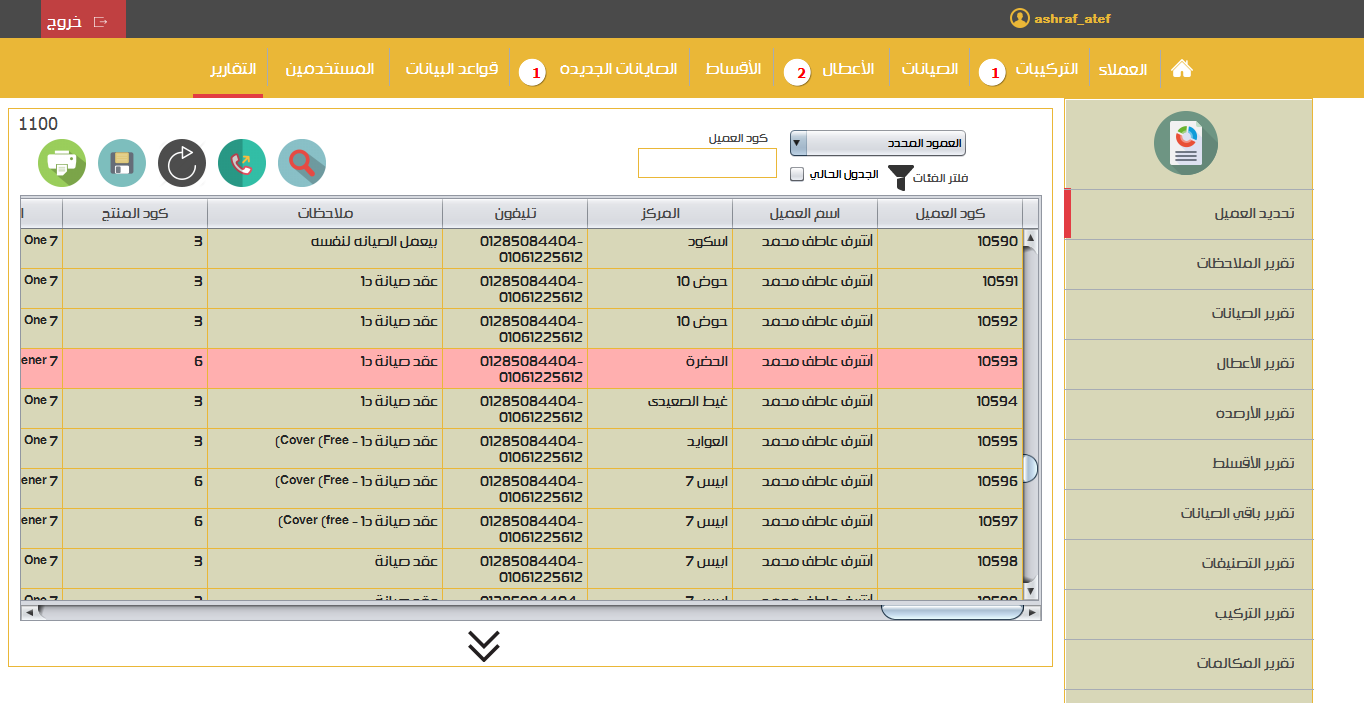 ashraf_atef
خروج
العملاء
التركيبات
1
الصيانات
الأعطال
2
الأقساط
الصايانات الجديده
1
قواعد البيانات
المستخدمين
التقارير
تحديد العميل
تقرير الملاحظات
تقرير الصيانات
تقرير الأعطال
تقرير الأرصده
تقرير الأقسلط
تقرير باقي الصيانات
تقرير التصنيفات
تقرير التركيب
تقرير المكالمات
1100
العمود المحدد
كود العميل
فلتر الفئات
الجدول الحالي
كود العميل اسم العميل المركز تليفون ملاحظات كود المنتج
10590 أشرف عاطف محمد اسكود 01285084404-01061225612 بيعمل الصيانه لنفسه 3 One 7
10591 أشرف عاطف محمد حوض 10 01285084404-01061225612 عقد صيانة د1 3 One 7
10592 أشرف عاطف محمد حوض 10 01285084404-01061225612 عقد صيانة د1 3 One 7
10593 أشرف عاطف محمد الحضرة 01285084404-01061225612 عقد صيانة د1 6 ener 7
10594 أشرف عاطف محمد غيط الصعيدى 01285084404-01061225612 عقد صيانة د1 3 One 7
10595 أشرف عاطف محمد العوايد 01285084404-01061225612 عقد صيانة د1 - Cover (Free) 3 One 7
10596 أشرف عاطف محمد ابيس 7 01285084404-01061225612 عقد صيانة د1 - Cover (Free) 6 ener 7
10597 أشرف عاطف محمد ابيس 7 01285084404-01061225612 عقد صيانة د1 - Cover (free) 6 ener 7
10598 أشرف عاطف محمد ابيس 7 01285084404-01061225612 عقد صيانة 3 One 7